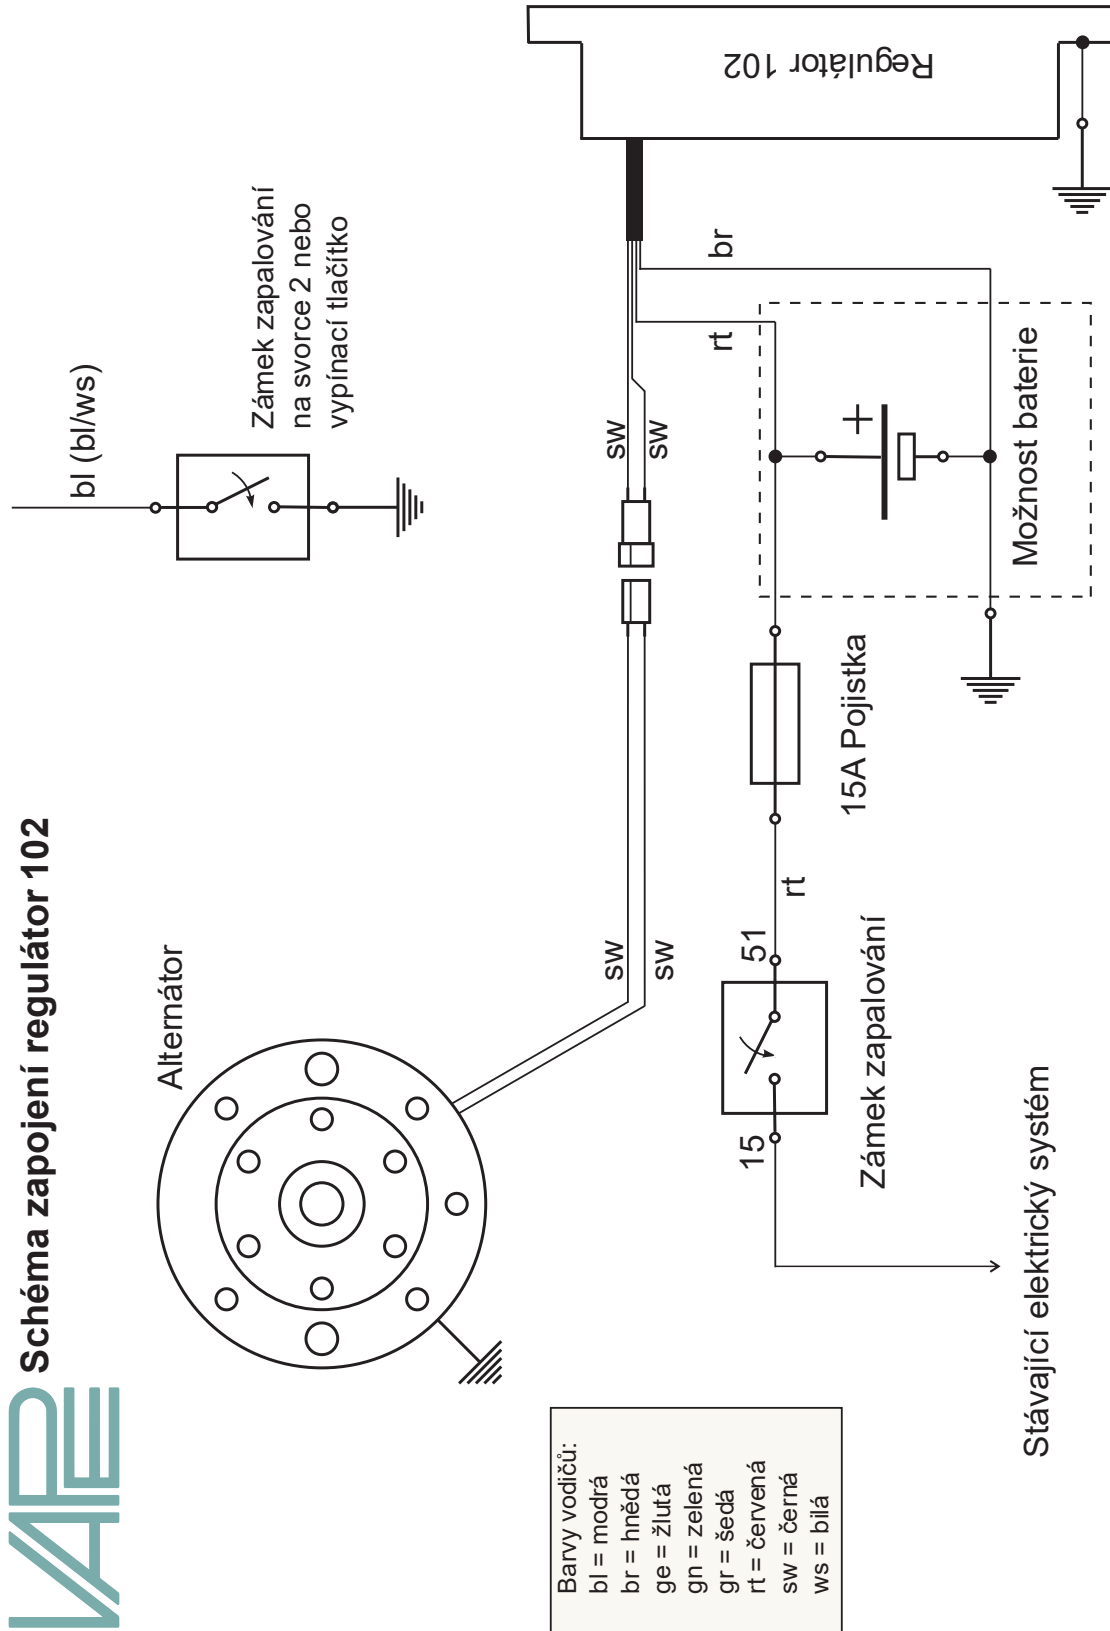 VAPE
Schéma zapojení regulátor 102
Alternátor
bl (bl/ws)
Zámek zapalování
na svorce 2 nebo
vypínací tlačítko
sw
sw
sw
sw
Regulátor 102
rt
br
+
Možnost baterie
15A Pojistka
rt
51
15
Zámek zapalování
Stávající elektrický systém
Barvy vodičů:
bl = modrá
br = hnědá
ge = žlutá
gn = zelená
gr = šedá
rt = červená
sw = černá
ws = bílá